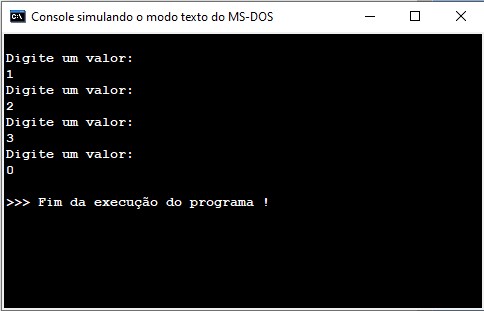 Console simulando o modo texto do MS-DOS
Digite um valor:
1
Digite um valor:
2
Digite um valor:
3
Digite um valor:
0
>>> Fim da execução do programa !